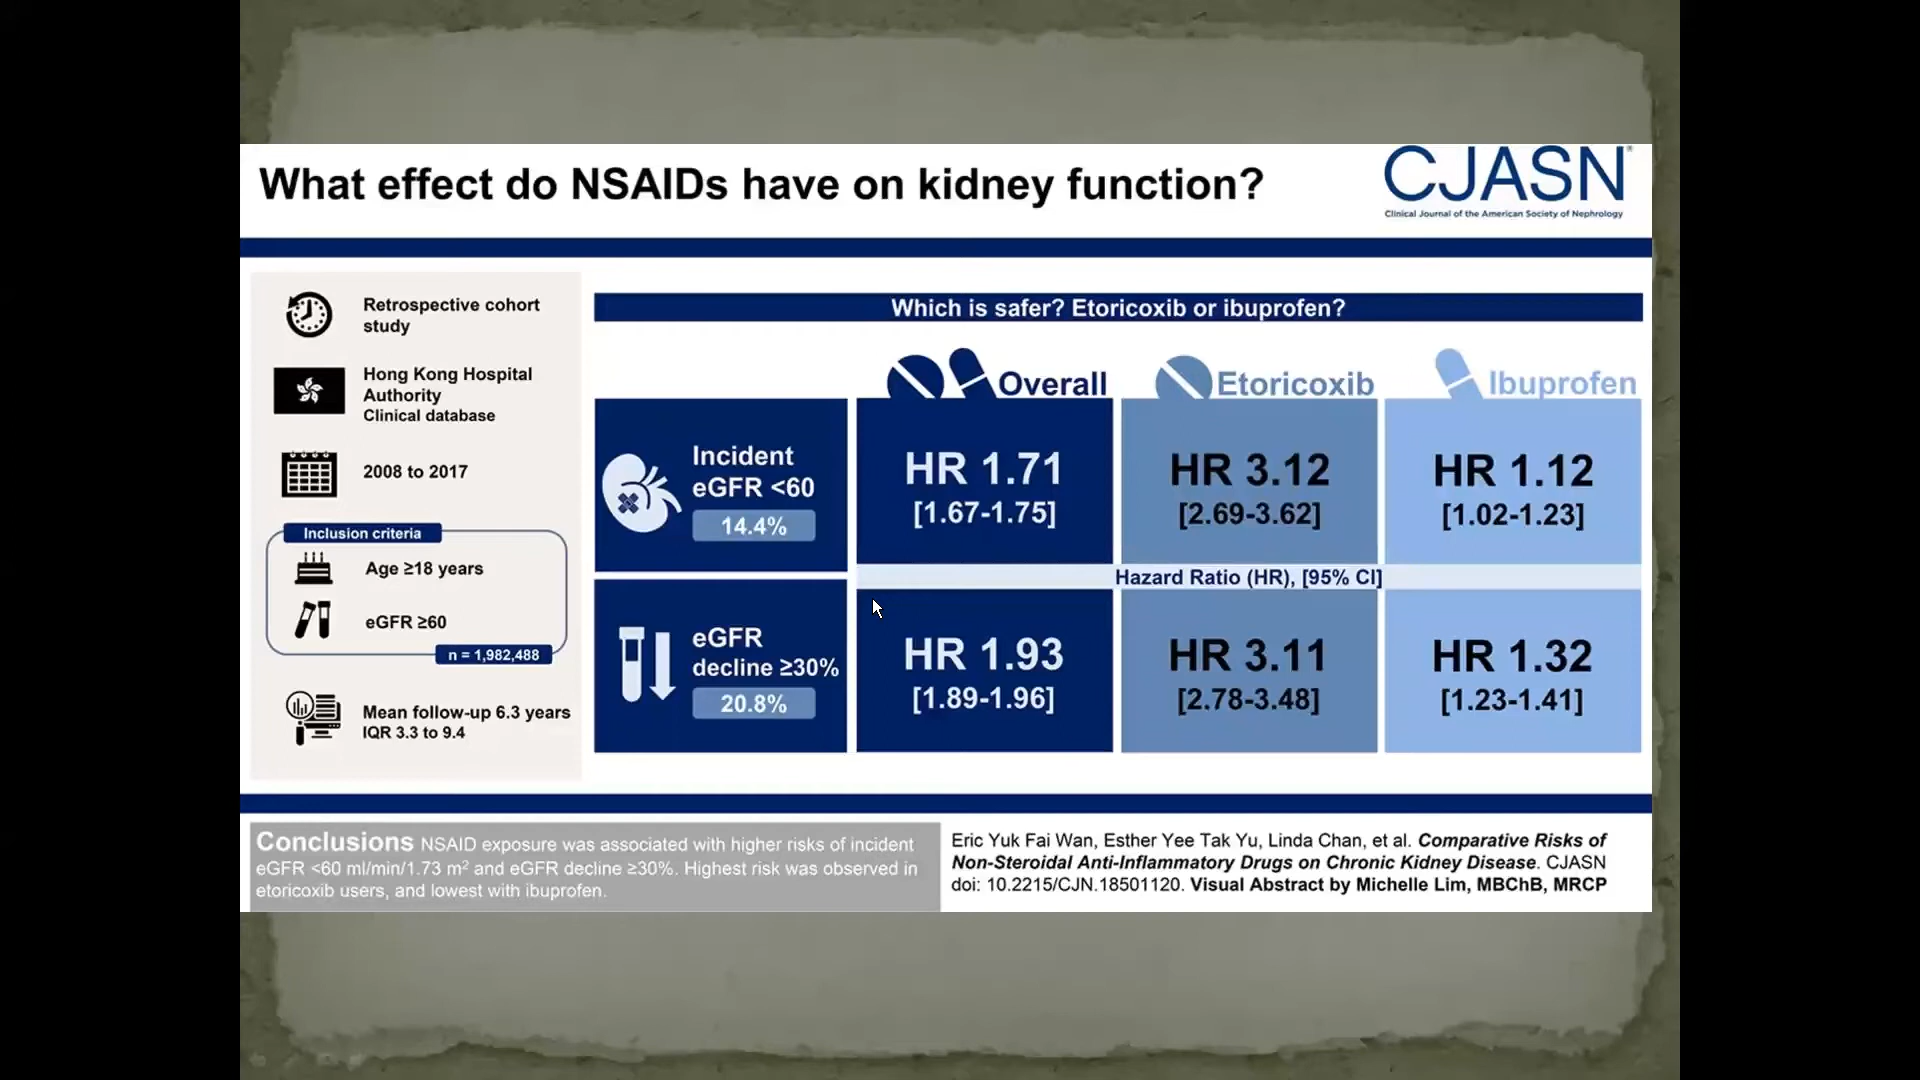 What effect do NSAIDs have on kidney function?
CJASN®
Clinical Journal of the American Society of Nephrology
Retrospective cohort
study
Hong Kong Hospital
Authority
Clinical database
2008 to 2017
Inclusion criteria
Age ≥18 years
eGFR ≥60
n = 1,982,488
Mean follow-up 6.3 years
IQR 3.3 to 9.4
Which is safer? Etoricoxib or ibuprofen?
Overall
Etoricoxib
Ibuprofen
Incident
eGFR <60
14.4%
HR 1.71
[1.67-1.75]
HR 3.12
[2.69-3.62]
HR 1.12
[1.02-1.23]
Hazard Ratio (HR), [95% CI]
eGFR
decline ≥30%
20.8%
HR 1.93
[1.89-1.96]
HR 3.11
[2.78-3.48]
HR 1.32
[1.23-1.41]
Conclusions NSAID exposure was associated with higher risks of incident
eGFR <60 ml/min/1.73 m² and eGFR decline ≥30%. Highest risk was observed in
etoricoxib users, and lowest with ibuprofen.
Eric Yuk Fai Wan, Esther Yee Tak Yu, Linda Chan, et al. Comparative Risks of
Non-Steroidal Anti-Inflammatory Drugs on Chronic Kidney Disease. CJASN
doi: 10.2215/CJN.18501120. Visual Abstract by Michelle Lim, MBChB, MRCP